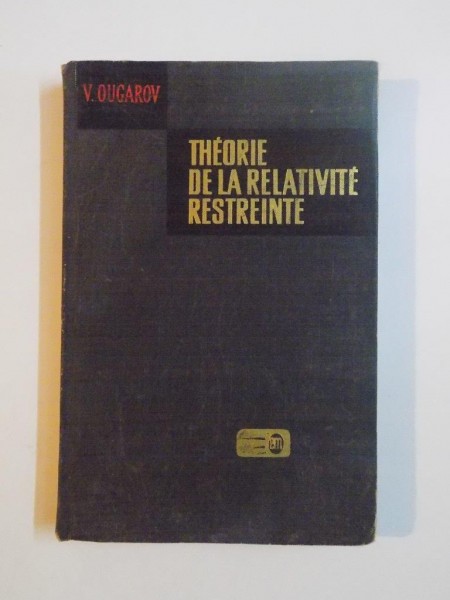 V. OUGAROV
THÉORIE
DE LA RELATIVITÉ
RESTREINTE